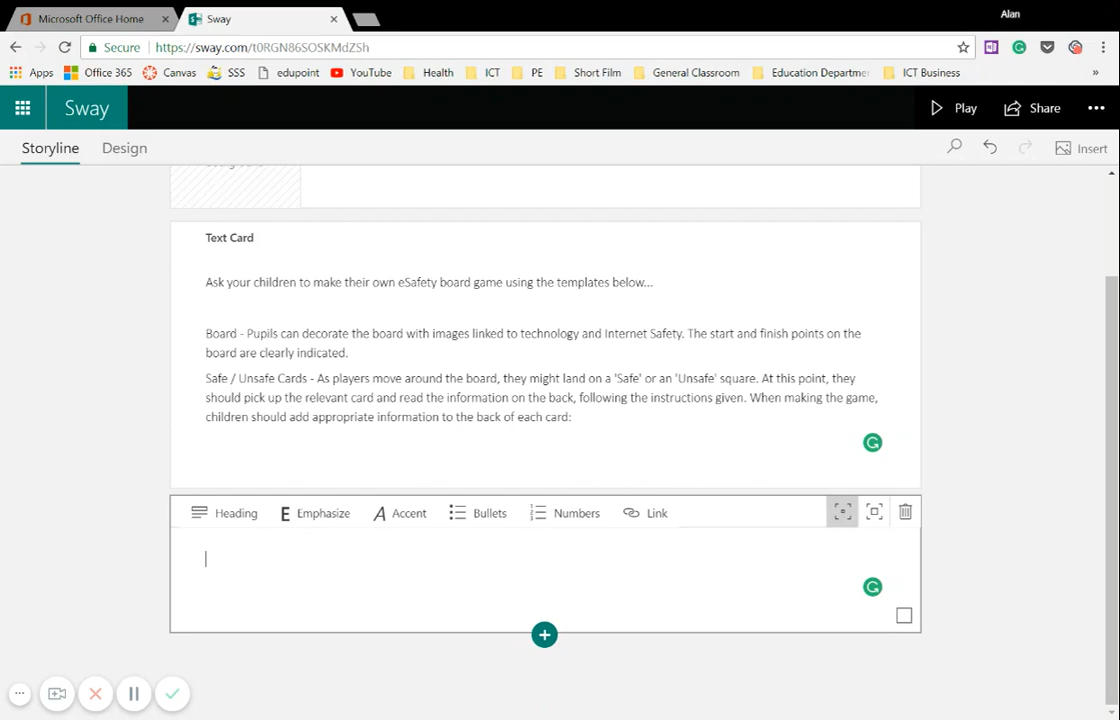 Alan
Microsoft Office Home
Sway
Secure
https://sway.com/t0RGN86SOSKMdZSh
Apps
Office 365
Canvas
SSS
edupoint
YouTube
Health
ICT
PE
Short Film
General Classroom
Education Departme
ICT Business
»
Sway
Play
Share
Storyline
Design
Insert
Text Card
Ask your children to make their own eSafety board game using the templates below...
Board - Pupils can decorate the board with images linked to technology and Internet Safety. The start and finish points on the
board are clearly indicated.
Safe / Unsafe Cards - As players move around the board, they might land on a 'Safe' or an 'Unsafe' square. At this point, they
should pick up the relevant card and read the information on the back, following the instructions given. When making the game,
children should add appropriate information to the back of each card:
Heading
E Emphasize
A Accent
Bullets
Numbers
Link